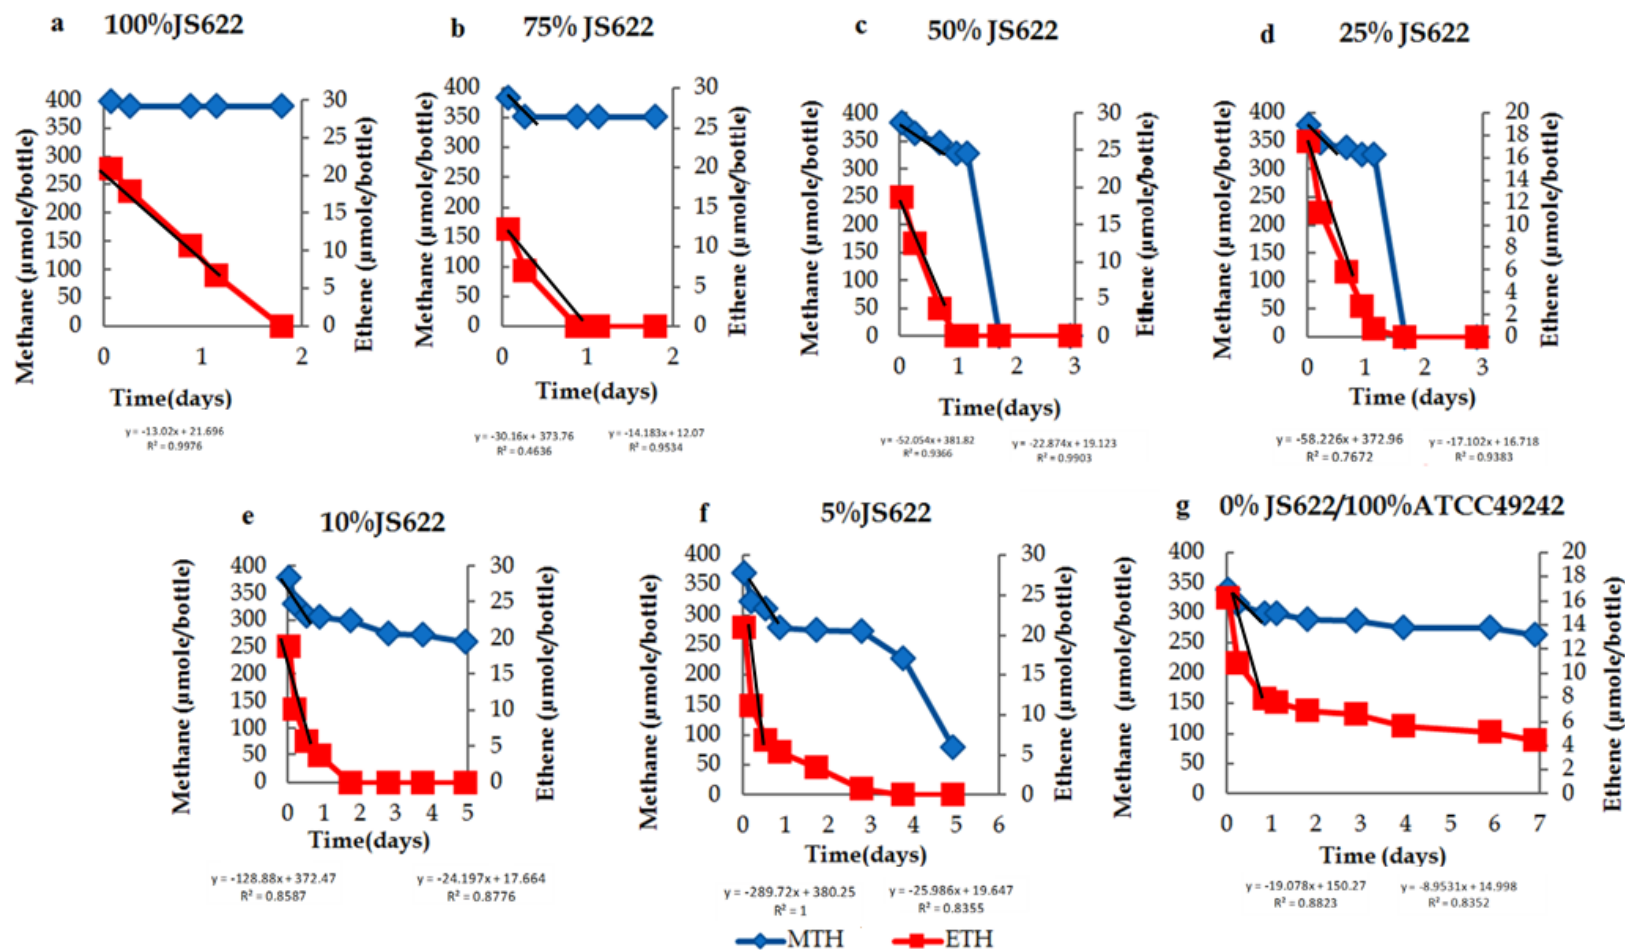 a 100%JS622
b 75% JS622
c 50% JS622
d 25% JS622
Methane (µmole/bottle)
400
350
300
250
200
150
100
50
0
30
25
20
15
10
5
0
Ethene (µmole/bottle)
0 1 2
Time(days)
y = -13.02x + 21.696
R² = 0.9976
Methane (µmole/bottle)
400
350
300
250
200
150
100
50
0
30
25
20
15
10
5
0
Ethene (µmole/bottle)
0 1 2
Time(days)
y = -30.16x + 373.76
R² = 0.4636
y = -14.183x + 12.07
R² = 0.9534
Methane (µmole/bottle)
400
350
300
250
200
150
100
50
0
30
25
20
15
10
5
0
Ethene (µmole/bottle)
0 1 2 3
Time(days)
y = -52.054x + 381.82
R² = 0.9366
y = -22.874x + 19.123
R² = 0.9903
Methane (µmole/bottle)
400
350
300
250
200
150
100
50
0
20
18
16
14
12
10
8
6
4
2
0
Ethene (µmole/bottle)
0 1 2 3
Time (days)
y = -58.226x + 372.96
R² = 0.7672
y = -17.102x + 16.718
R² = 0.9383
e 10%JS622
f 5%JS622
g 0% JS622/100%ATCC49242
Methane (µmole/bottle)
400
350
300
250
200
150
100
50
0
30
25
20
15
10
5
0
Ethene (µmole/bottle)
0 1 2 3 4 5
Time(days)
y = -128.88x + 372.47
R² = 0.8587
y = -24.197x + 17.664
R² = 0.8776
Methane (µmole/bottle)
400
350
300
250
200
150
100
50
0
30
25
20
15
10
5
0
Ethene (µmole/bottle)
0 1 2 3 4 5 6
Time(days)
y = -289.72x + 380.25
R² = 1
y = -25.986x + 19.647
R² = 0.8355
Methane (µmole/bottle)
400
350
300
250
200
150
100
50
0
20
18
16
14
12
10
8
6
4
2
0
Ethene (µmole/bottle)
0 1 2 3 4 5 6 7
Time (days)
y = -19.078x + 150.27
R² = 0.8823
y = -8.9531x + 14.998
R² = 0.8352
MTH ETH